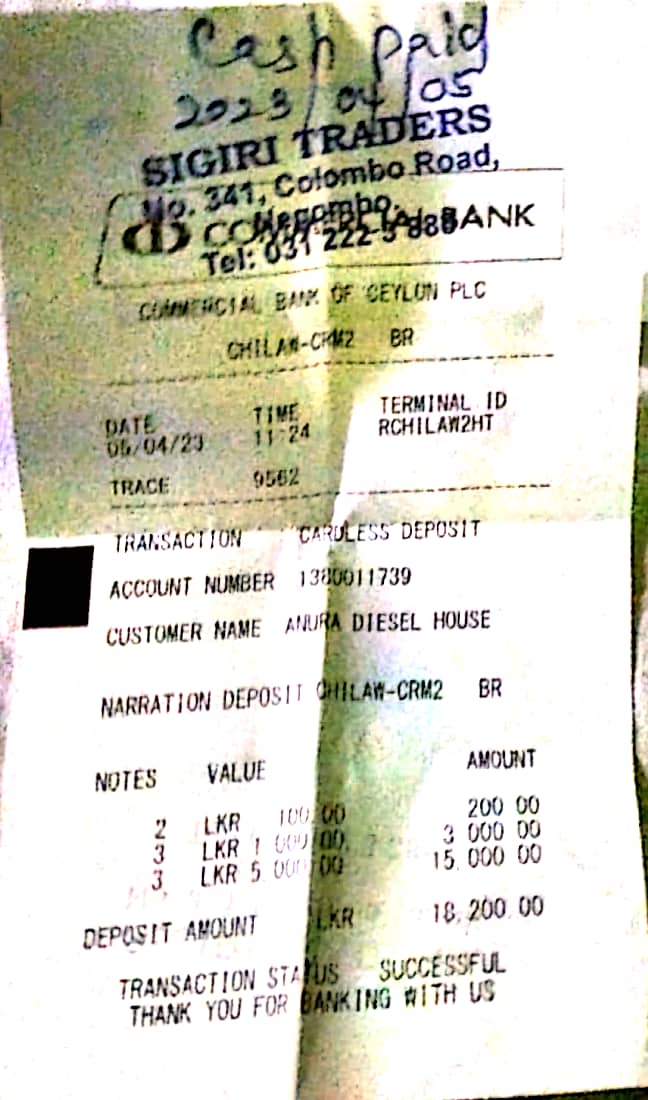 Cash paid
2023/04/05
SIGIRI TRADERS
No. 341, Colombo Road,
Negombo.
COMMERCIAL BANK
Tel: 031 222
COMMERCIAL BANK OF CEYLON PLC
CHILAW-CRM2 BR
DATE TIME TERMINAL ID
05/04/23 11:24 RCHILAW2HT
TRACE 9562
TRANSACTION CARDLESS DEPOSIT
ACCOUNT NUMBER 1380011739
CUSTOMER NAME ANURA DIESEL HOUSE
NARRATION DEPOSIT CHILAW-CRM2 BR
NOTES VALUE AMOUNT
2 LKR 100.00 200.00
3 LKR 1,000.00 3,000.00
3 LKR 5,000.00 15,000.00
DEPOSIT AMOUNT LKR 18,200.00
TRANSACTION STATUS SUCCESSFUL
THANK YOU FOR BANKING WITH US